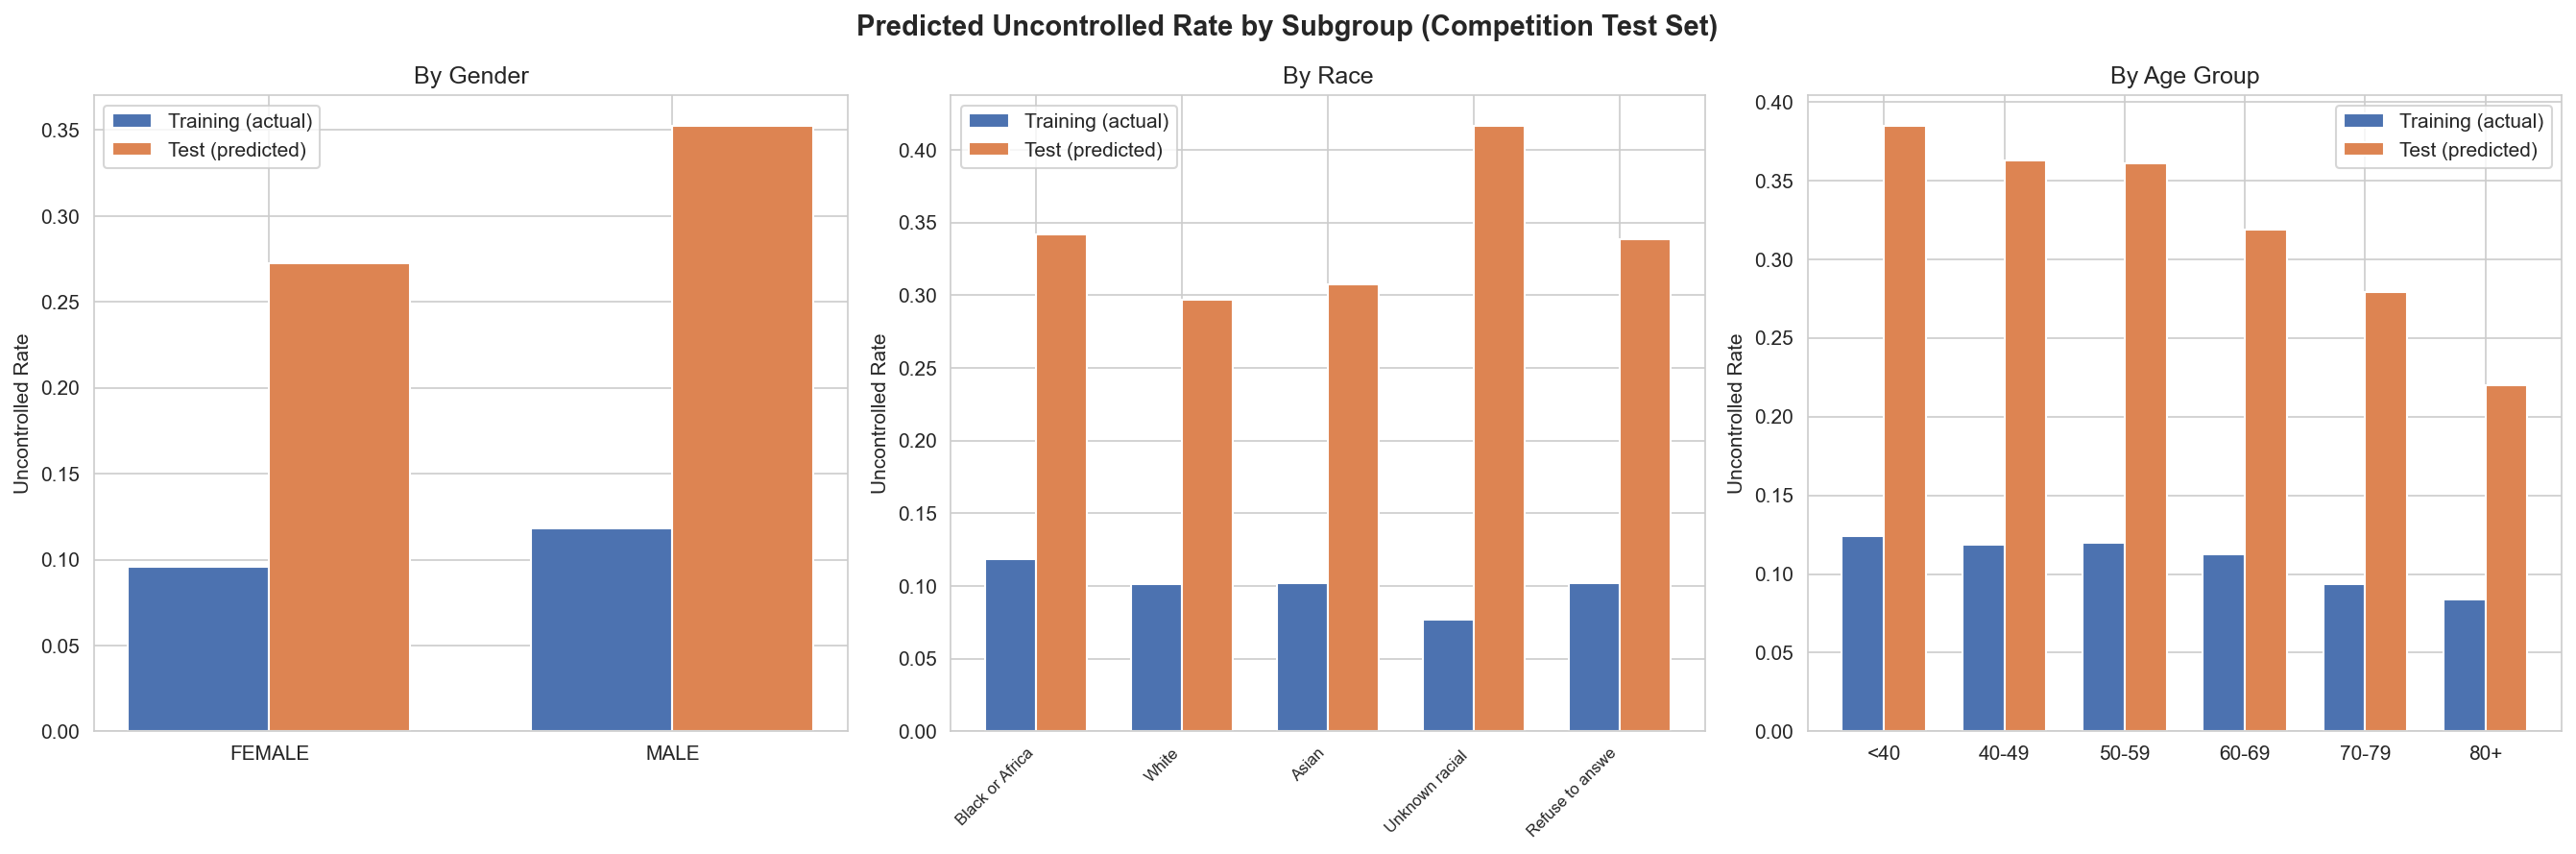 Predicted Uncontrolled Rate by Subgroup (Competition Test Set)
By Gender
Uncontrolled Rate
0.35
0.30
0.25
0.20
0.15
0.10
0.05
0.00
Training (actual)
Test (predicted)
FEMALE
MALE
By Race
Uncontrolled Rate
0.40
0.35
0.30
0.25
0.20
0.15
0.10
0.05
0.00
Training (actual)
Test (predicted)
Black or Africa
White
Asian
Unknown racial
Refuse to answe
By Age Group
Uncontrolled Rate
0.40
0.35
0.30
0.25
0.20
0.15
0.10
0.05
0.00
Training (actual)
Test (predicted)
<40
40-49
50-59
60-69
70-79
80+